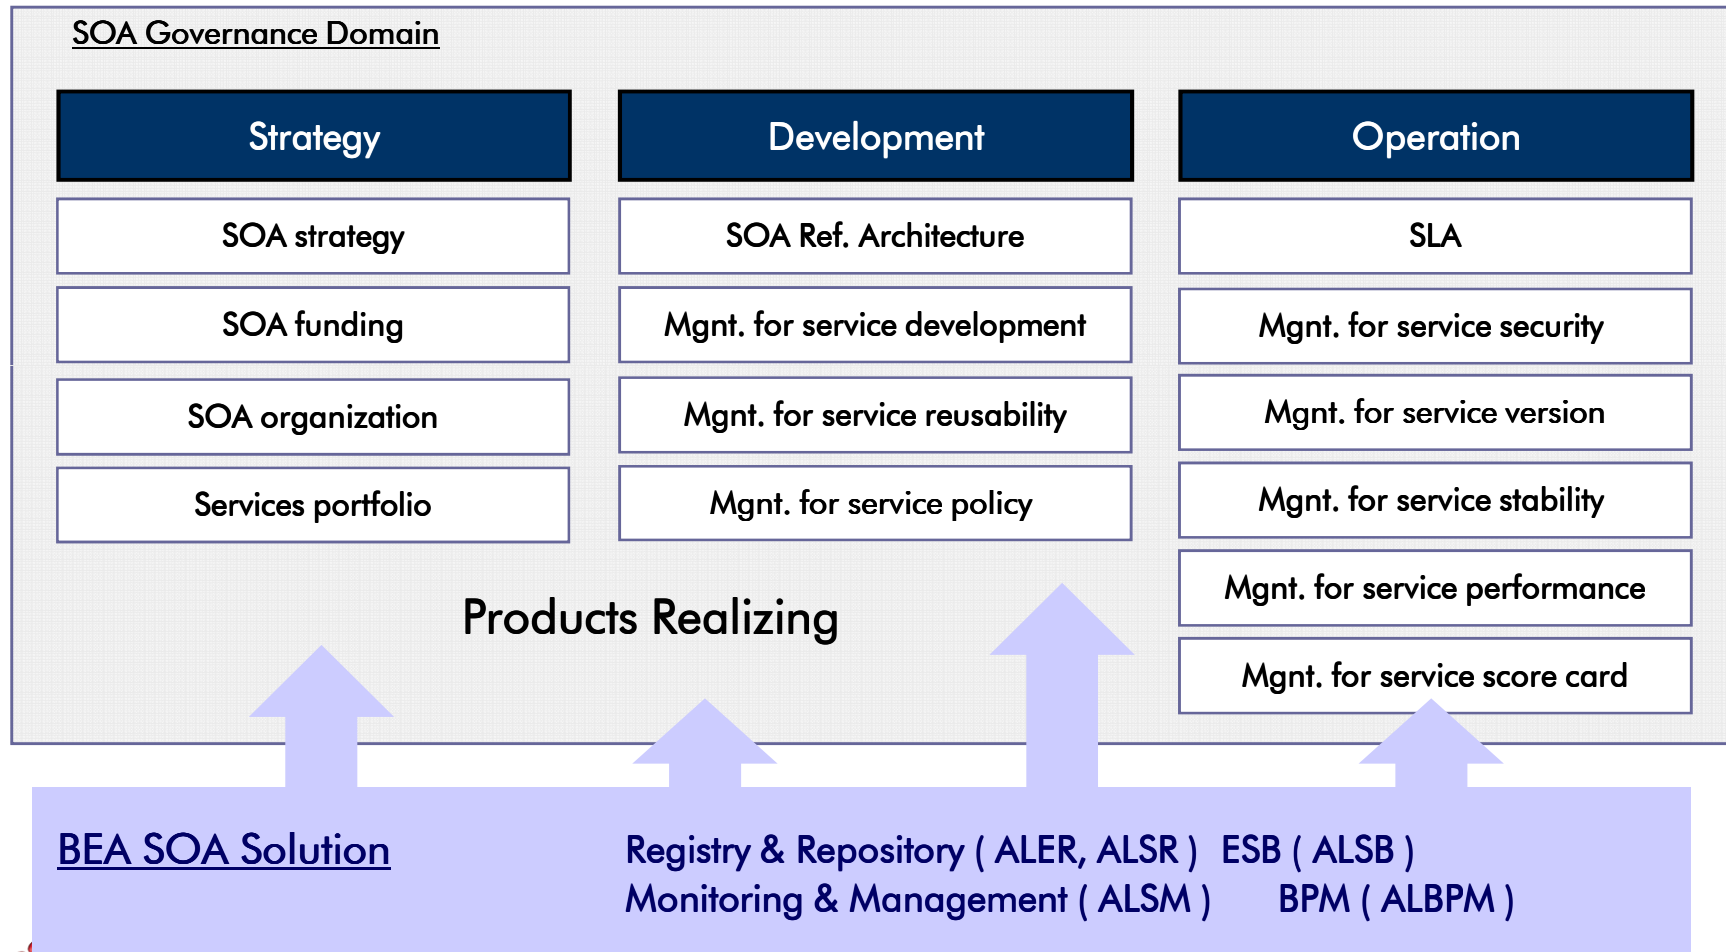 SOA Governance Domain
Strategy
SOA strategy
SOA funding
SOA organization
Services portfolio
Development
SOA Ref. Architecture
Mgnt. for service development
Mgnt. for service reusability
Mgnt. for service policy
Operation
SLA
Mgnt. for service security
Mgnt. for service version
Mgnt. for service stability
Mgnt. for service performance
Mgnt. for service score card
Products Realizing
BEA SOA Solution
Registry & Repository ( ALER, ALSR ) ESB ( ALSB )
Monitoring & Management ( ALSM ) BPM ( ALBPM )